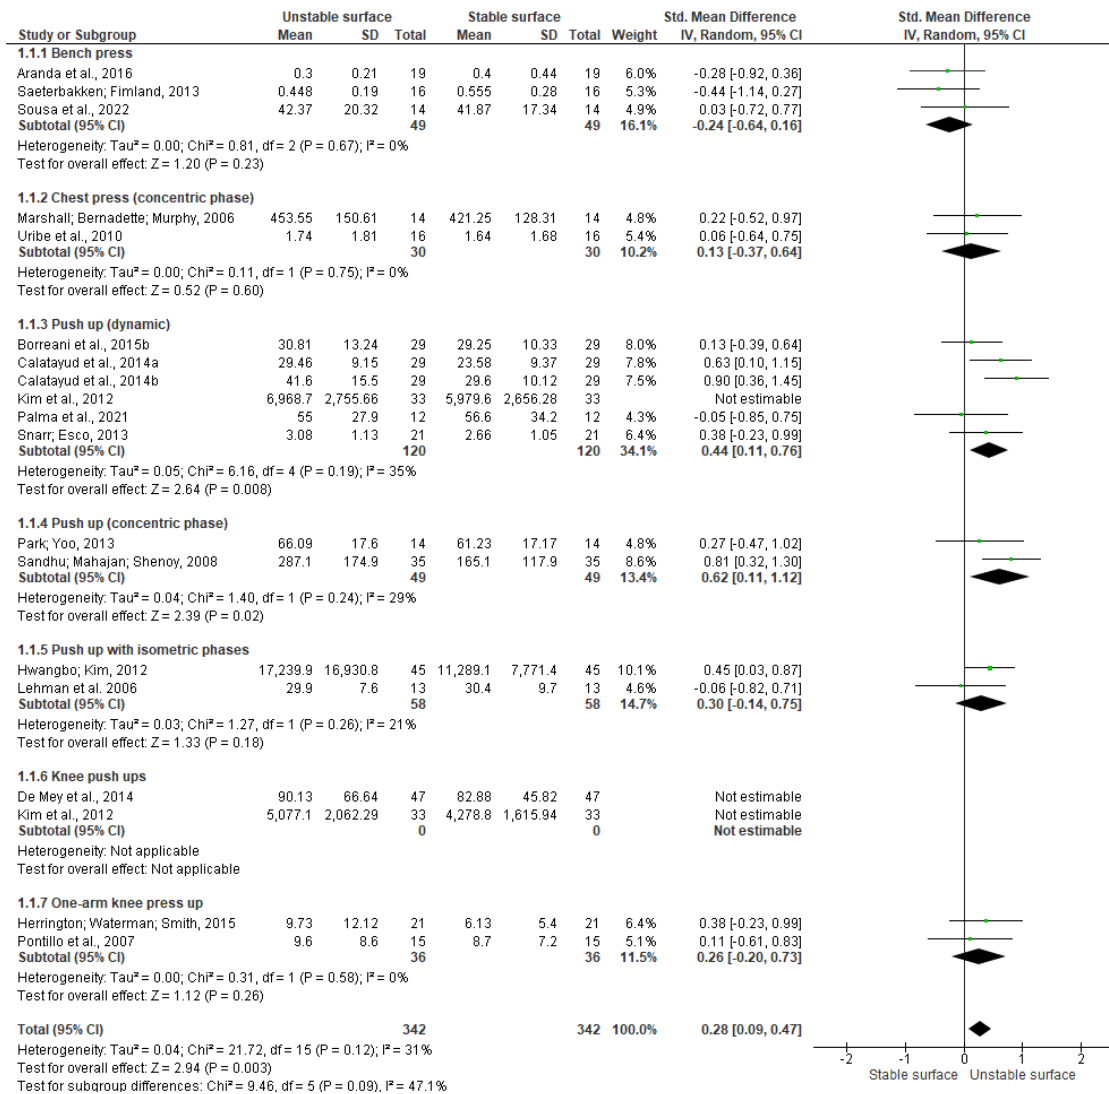 Unstable surface Stable surface Std. Mean Difference Std. Mean Difference
Study or Subgroup Mean SD Total Mean SD Total Weight IV, Random, 95% CI IV, Random, 95% CI
1.1.1 Bench press
Aranda et al., 2016 0.3 0.21 19 0.4 0.44 19 6.0% -0.28 [-0.92, 0.36]
Saeterbakken; Fimland, 2013 0.448 0.19 16 0.555 0.28 16 5.3% -0.44 [-1.14, 0.27]
Sousa et al., 2022 42.37 20.32 14 41.87 17.34 14 4.9% 0.03 [-0.72, 0.77]
Subtotal (95% CI) 49 49 16.1% -0.24 [-0.64, 0.16]
Heterogeneity: Tau² = 0.00; Chi² = 0.81, df = 2 (P = 0.67); I² = 0%
Test for overall effect: Z = 1.20 (P = 0.23)
1.1.2 Chest press (concentric phase)
Marshall; Bernadette; Murphy, 2006 453.55 150.61 14 421.25 128.31 14 4.8% 0.22 [-0.52, 0.97]
Uribe et al., 2010 1.74 1.81 16 1.64 1.68 16 5.4% 0.06 [-0.64, 0.75]
Subtotal (95% CI) 30 30 10.2% 0.13 [-0.37, 0.64]
Heterogeneity: Tau² = 0.00; Chi² = 0.11, df = 1 (P = 0.75); I² = 0%
Test for overall effect: Z = 0.52 (P = 0.60)
1.1.3 Push up (dynamic)
Borreani et al., 2015b 30.81 13.24 29 29.25 10.33 29 8.0% 0.13 [-0.39, 0.64]
Calatayud et al., 2014a 29.46 9.15 29 23.58 9.37 29 7.8% 0.63 [0.10, 1.15]
Calatayud et al., 2014b 41.6 15.5 29 29.6 10.12 29 7.5% 0.90 [0.36, 1.45]
Kim et al., 2012 6,968.7 2,755.66 33 5,979.6 2,656.28 33 Not estimable
Palma et al., 2021 55 27.9 12 56.6 34.2 12 4.3% -0.05 [-0.85, 0.75]
Snarr; Esco, 2013 3.08 1.13 21 2.66 1.05 21 6.4% 0.38 [-0.23, 0.99]
Subtotal (95% CI) 120 120 34.1% 0.44 [0.11, 0.76]
Heterogeneity: Tau² = 0.05; Chi² = 6.16, df = 4 (P = 0.19); I² = 35%
Test for overall effect: Z = 2.64 (P = 0.008)
1.1.4 Push up (concentric phase)
Park; Yoo, 2013 66.09 17.6 14 61.23 17.17 14 4.8% 0.27 [-0.47, 1.02]
Sandhu; Mahajan; Shenoy, 2008 287.1 174.9 35 165.1 117.9 35 8.6% 0.81 [0.32, 1.30]
Subtotal (95% CI) 49 49 13.4% 0.62 [0.11, 1.12]
Heterogeneity: Tau² = 0.04; Chi² = 1.40, df = 1 (P = 0.24); I² = 29%
Test for overall effect: Z = 2.39 (P = 0.02)
1.1.5 Push up with isometric phases
Hwangbo; Kim, 2012 17,239.9 16,930.8 45 11,289.1 7,771.4 45 10.1% 0.45 [0.03, 0.87]
Lehman et al. 2006 29.9 7.6 13 30.4 9.7 13 4.6% -0.06 [-0.82, 0.71]
Subtotal (95% CI) 58 58 14.7% 0.30 [-0.14, 0.75]
Heterogeneity: Tau² = 0.03; Chi² = 1.27, df = 1 (P = 0.26); I² = 21%
Test for overall effect: Z = 1.33 (P = 0.18)
1.1.6 Knee push ups
De Mey et al., 2014 90.13 66.64 47 82.88 45.82 47 Not estimable
Kim et al., 2012 5,077.1 2,062.29 33 4,278.8 1,615.94 33 Not estimable
Subtotal (95% CI) 0 0 Not estimable
Heterogeneity: Not applicable
Test for overall effect: Not applicable
1.1.7 One-arm knee press up
Herrington; Waterman; Smith, 2015 9.73 12.12 21 6.13 5.4 21 6.4% 0.38 [-0.23, 0.99]
Pontillo et al., 2007 9.6 8.6 15 8.7 7.2 15 5.1% 0.11 [-0.61, 0.83]
Subtotal (95% CI) 36 36 11.5% 0.26 [-0.20, 0.73]
Heterogeneity: Tau² = 0.00; Chi² = 0.31, df = 1 (P = 0.58); I² = 0%
Test for overall effect: Z = 1.12 (P = 0.26)
Total (95% CI) 342 342 100.0% 0.28 [0.09, 0.47]
Heterogeneity: Tau² = 0.04; Chi² = 21.72, df = 15 (P = 0.12); I² = 31%
Test for overall effect: Z = 2.94 (P = 0.003)
Test for subgroup differences: Chi² = 9.46, df = 5 (P = 0.09), I² = 47.1%
-2 -1 0 1 2
Stable surface Unstable surface